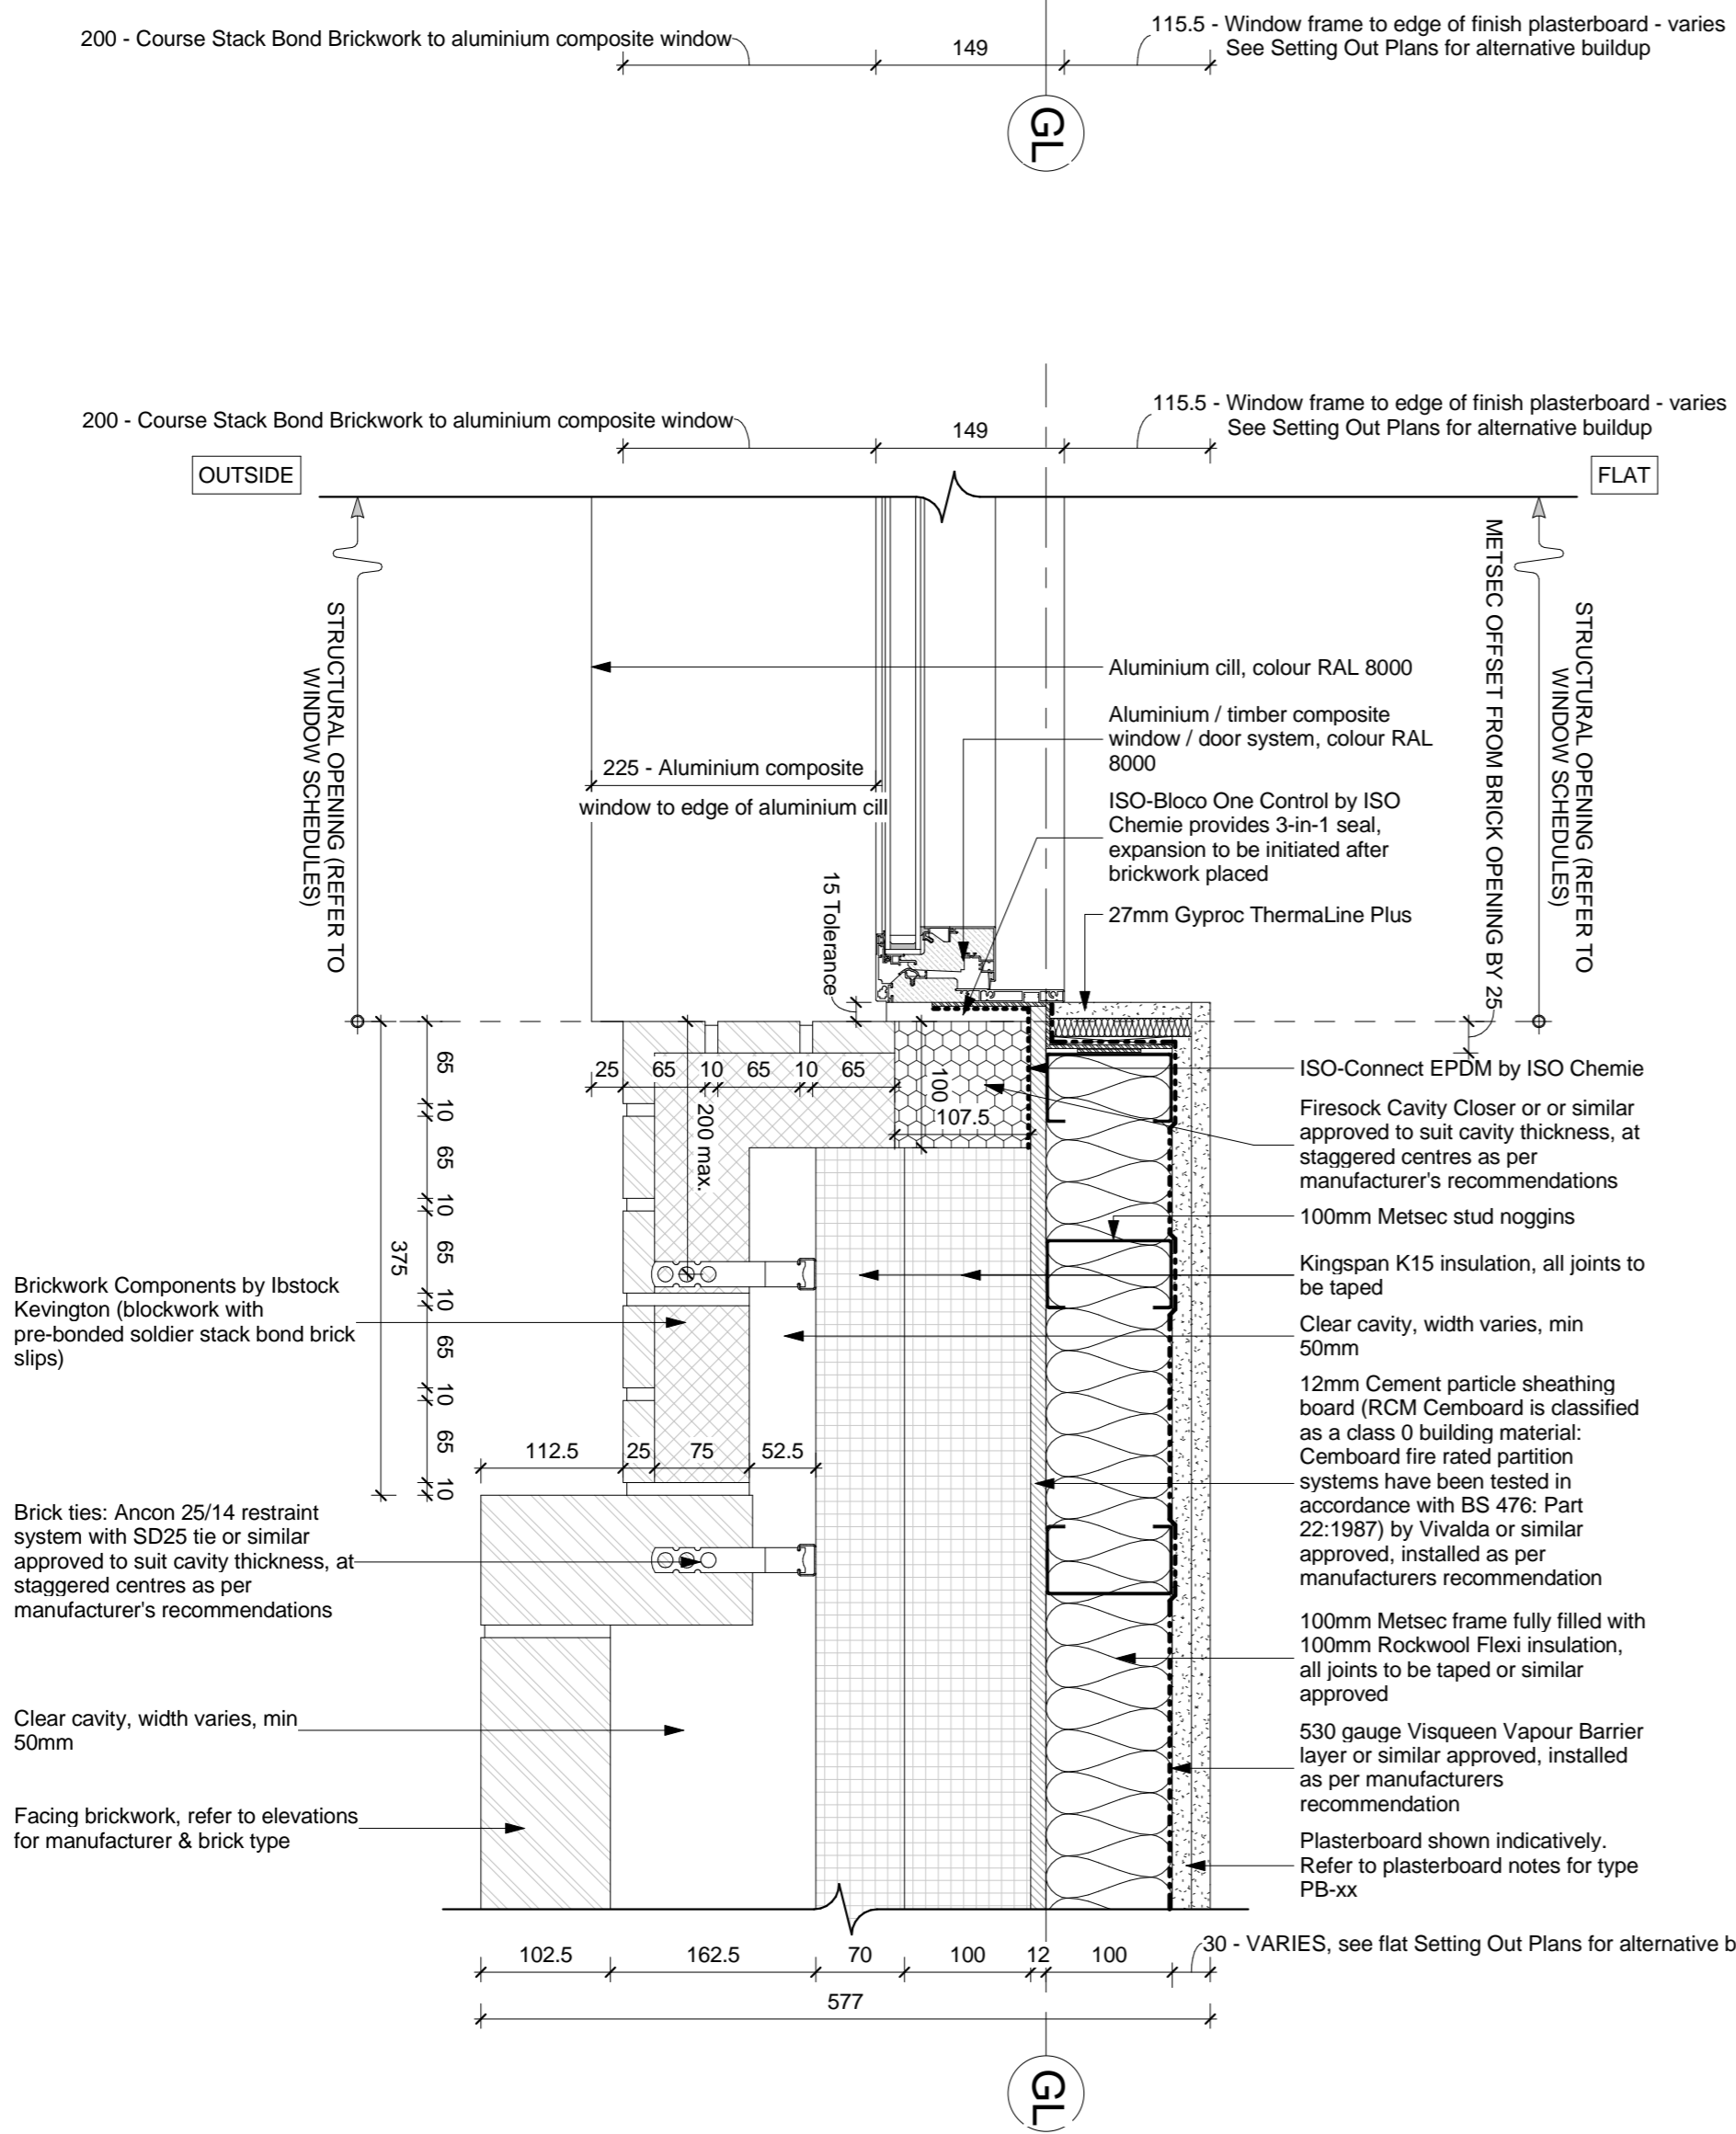 200 - Course Stack Bond Brickwork to aluminium composite window
149
115.5 - Window frame to edge of finish plasterboard - varies
See Setting Out Plans for alternative buildup
GL
200 - Course Stack Bond Brickwork to aluminium composite window
149
115.5 - Window frame to edge of finish plasterboard - varies
See Setting Out Plans for alternative buildup
OUTSIDE
FLAT
STRUCTURAL OPENING (REFER TO
WINDOW SCHEDULES)
METSEC OFFSET FROM BRICK OPENING BY 25
STRUCTURAL OPENING (REFER TO
WINDOW SCHEDULES)
Aluminium cill, colour RAL 8000
Aluminium / timber composite
window / door system, colour RAL
8000
225 - Aluminium composite
window to edge of aluminium cill
ISO-Bloco One Control by ISO
Chemie provides 3-in-1 seal,
expansion to be initiated after
brickwork placed
15 Tolerance
27mm Gyproc ThermaLine Plus
25 65 10 65 10 65
100
107.5
200 max.
65
10
65
10
65
10
65
10
65
10
375
ISO-Connect EPDM by ISO Chemie
Firesock Cavity Closer or or similar
approved to suit cavity thickness, at
staggered centres as per
manufacturer's recommendations
100mm Metsec stud noggins
Kingspan K15 insulation, all joints to
be taped
Clear cavity, width varies, min
50mm
Brickwork Components by Ibstock
Kevington (blockwork with
pre-bonded soldier stack bond brick
slips)
12mm Cement particle sheathing
board (RCM Cemboard is classified
as a class 0 building material:
Cemboard fire rated partition
systems have been tested in
accordance with BS 476: Part
22:1987) by Vivalda or similar
approved, installed as per
manufacturers recommendation
112.5 25 75 52.5
Brick ties: Ancon 25/14 restraint
system with SD25 tie or similar
approved to suit cavity thickness, at
staggered centres as per
manufacturer's recommendations
100mm Metsec frame fully filled with
100mm Rockwool Flexi insulation,
all joints to be taped or similar
approved
Clear cavity, width varies, min
50mm
530 gauge Visqueen Vapour Barrier
layer or similar approved, installed
as per manufacturers
recommendation
Facing brickwork, refer to elevations
for manufacturer & brick type
Plasterboard shown indicatively.
Refer to plasterboard notes for type
PB-xx
102.5 162.5 70 100 12 100
30 - VARIES, see flat Setting Out Plans for alternative b
577
GL